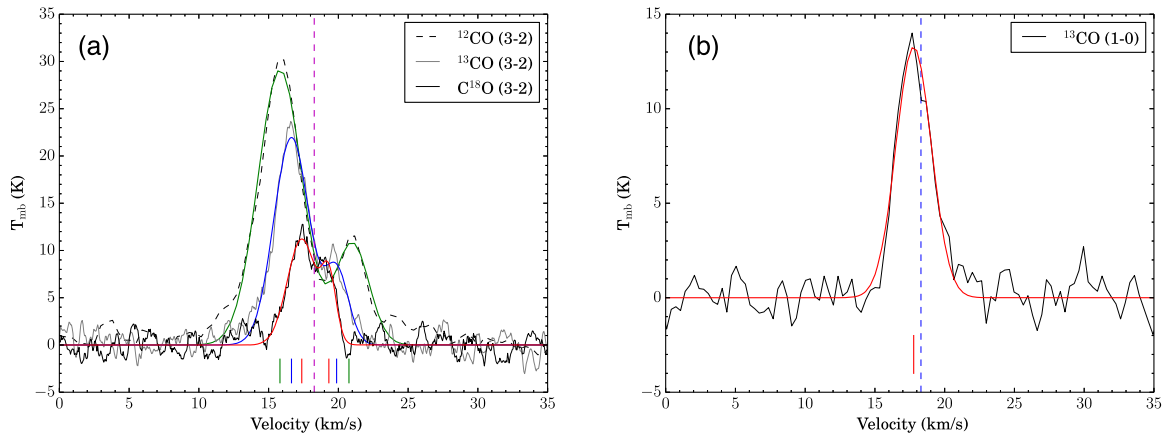 (a)
¹²CO (3-2)
¹³CO (3-2)
C¹⁸O (3-2)
35
30
25
20
15
10
5
0
−5
T_mb (K)
0 5 10 15 20 25 30 35
Velocity (km/s)
(b)
¹³CO (1-0)
15
10
5
0
−5
T_mb (K)
0 5 10 15 20 25 30 35
Velocity (km/s)